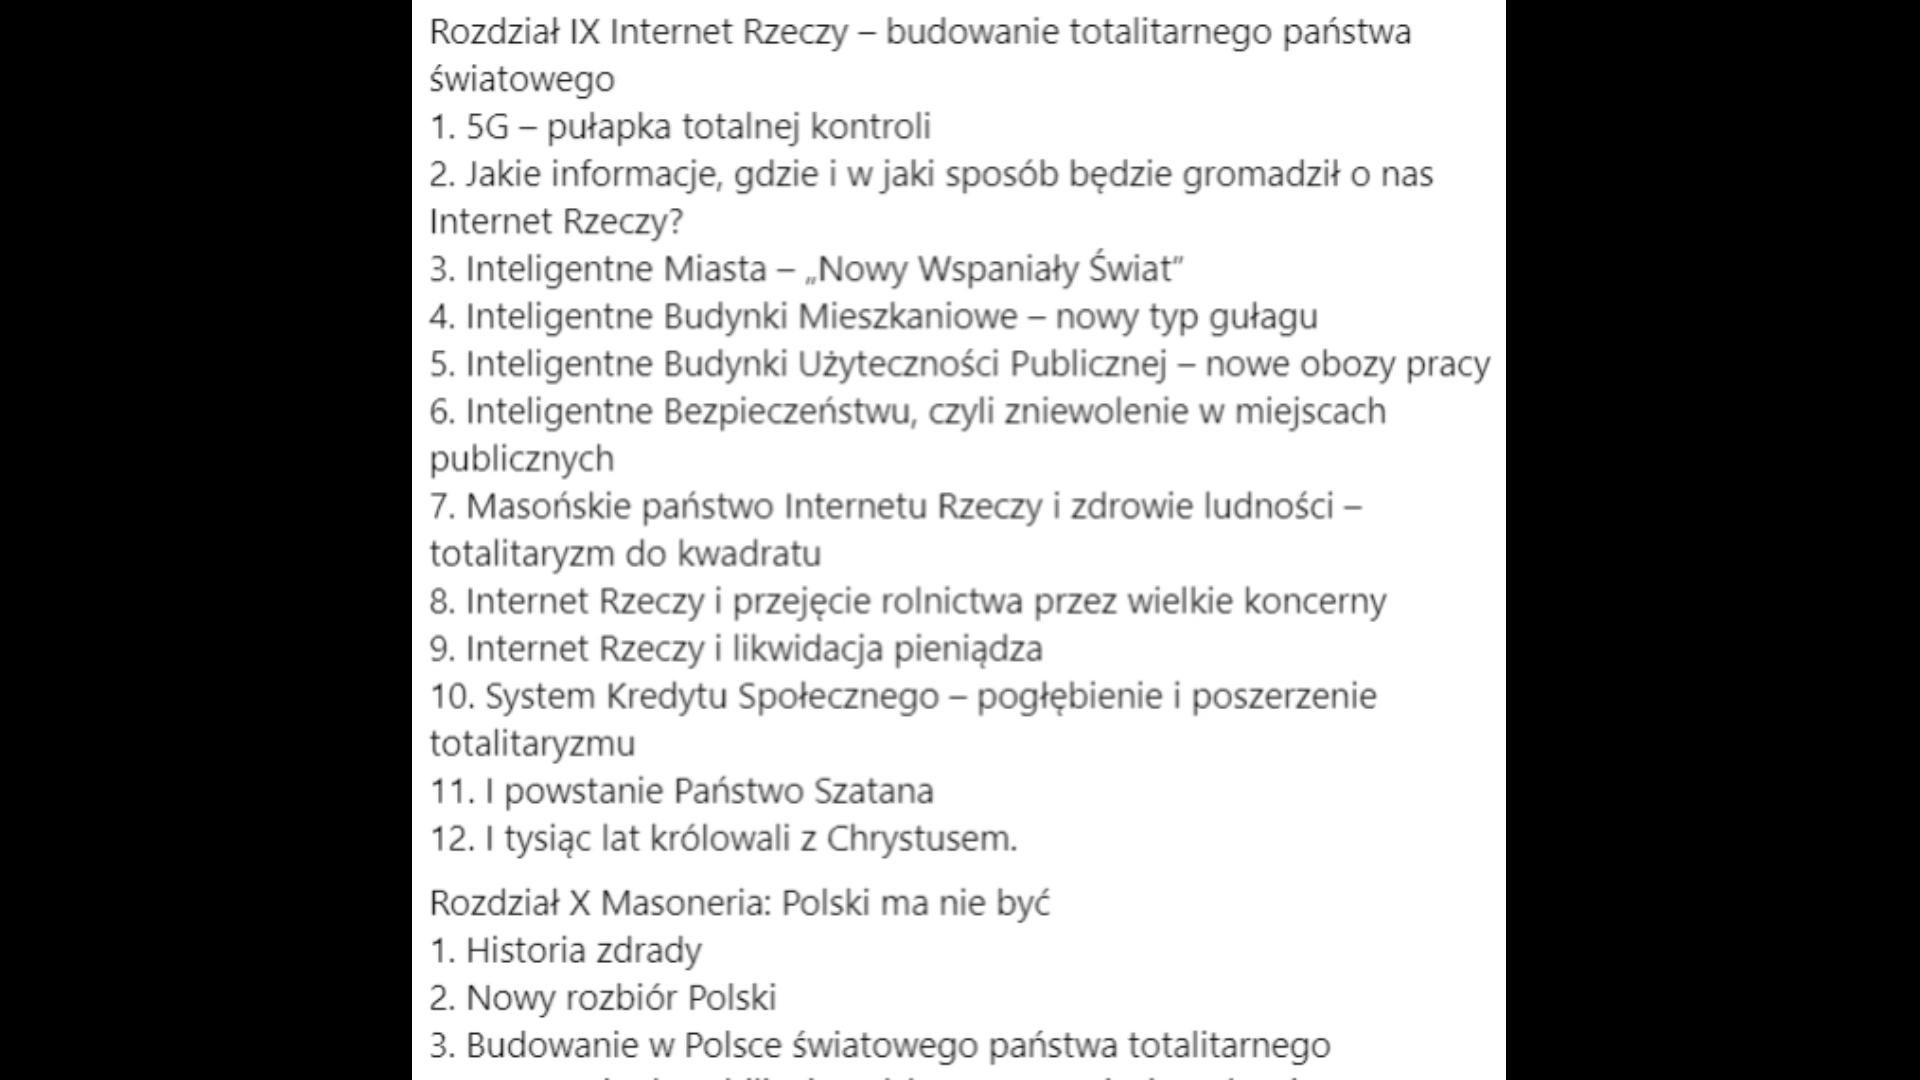 Rozdział IX Internet Rzeczy – budowanie totalitarnego państwa
światowego
1. 5G – pułapka totalnej kontroli
2. Jakie informacje, gdzie i w jaki sposób będzie gromadził o nas
Internet Rzeczy?
3. Inteligentne Miasta – „Nowy Wspaniały Świat”
4. Inteligentne Budynki Mieszkaniowe – nowy typ gułagu
5. Inteligentne Budynki Użyteczności Publicznej – nowe obozy pracy
6. Inteligentne Bezpieczeństwu, czyli zniewolenie w miejscach
publicznych
7. Masońskie państwo Internetu Rzeczy i zdrowie ludności –
totalitaryzm do kwadratu
8. Internet Rzeczy i przejęcie rolnictwa przez wielkie koncerny
9. Internet Rzeczy i likwidacja pieniądza
10. System Kredytu Społecznego – pogłębienie i poszerzenie
totalitaryzmu
11. I powstanie Państwo Szatana
12. I tysiąc lat królowali z Chrystusem.
Rozdział X Masoneria: Polski ma nie być
1. Historia zdrady
2. Nowy rozbiór Polski
3. Budowanie w Polsce światowego państwa totalitarnego